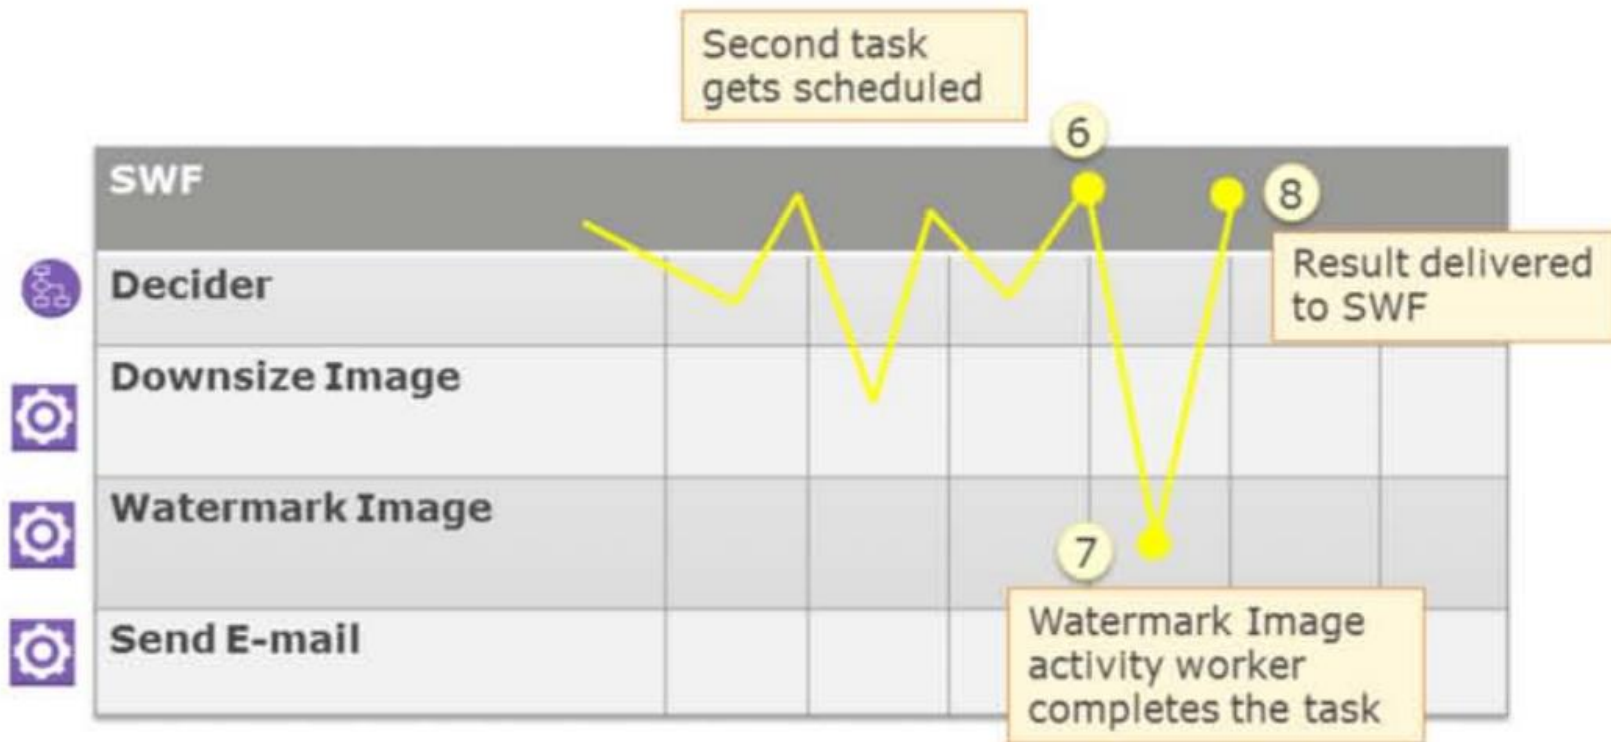 Second task
gets scheduled
6
SWF
8
Result delivered
to SWF
Decider
Downsize Image
Watermark Image
7
Watermark Image
activity worker
completes the task
Send E-mail